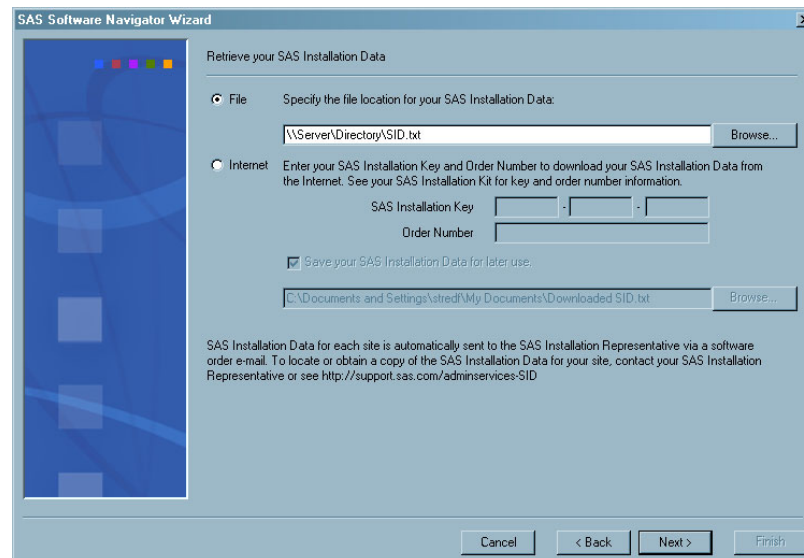 SAS Software Navigator Wizard
Retrieve your SAS Installation Data
File
Specify the file location for your SAS Installation Data:
\\Server\Directory\SID.txt
Browse...
Internet
Enter your SAS Installation Key and Order Number to download your SAS Installation Data from
the Internet. See your SAS Installation Kit for key and order number information.
SAS Installation Key
-
-
Order Number
Save your SAS Installation Data for later use.
C:\Documents and Settings\stredf\My Documents\Downloaded SID.txt
Browse...
SAS Installation Data for each site is automatically sent to the SAS Installation Representative via a software
order e-mail. To locate or obtain a copy of the SAS Installation Data for your site, contact your SAS Installation
Representative or see http://support.sas.com/adminservices-SID
Cancel
< Back
Next >
Finish